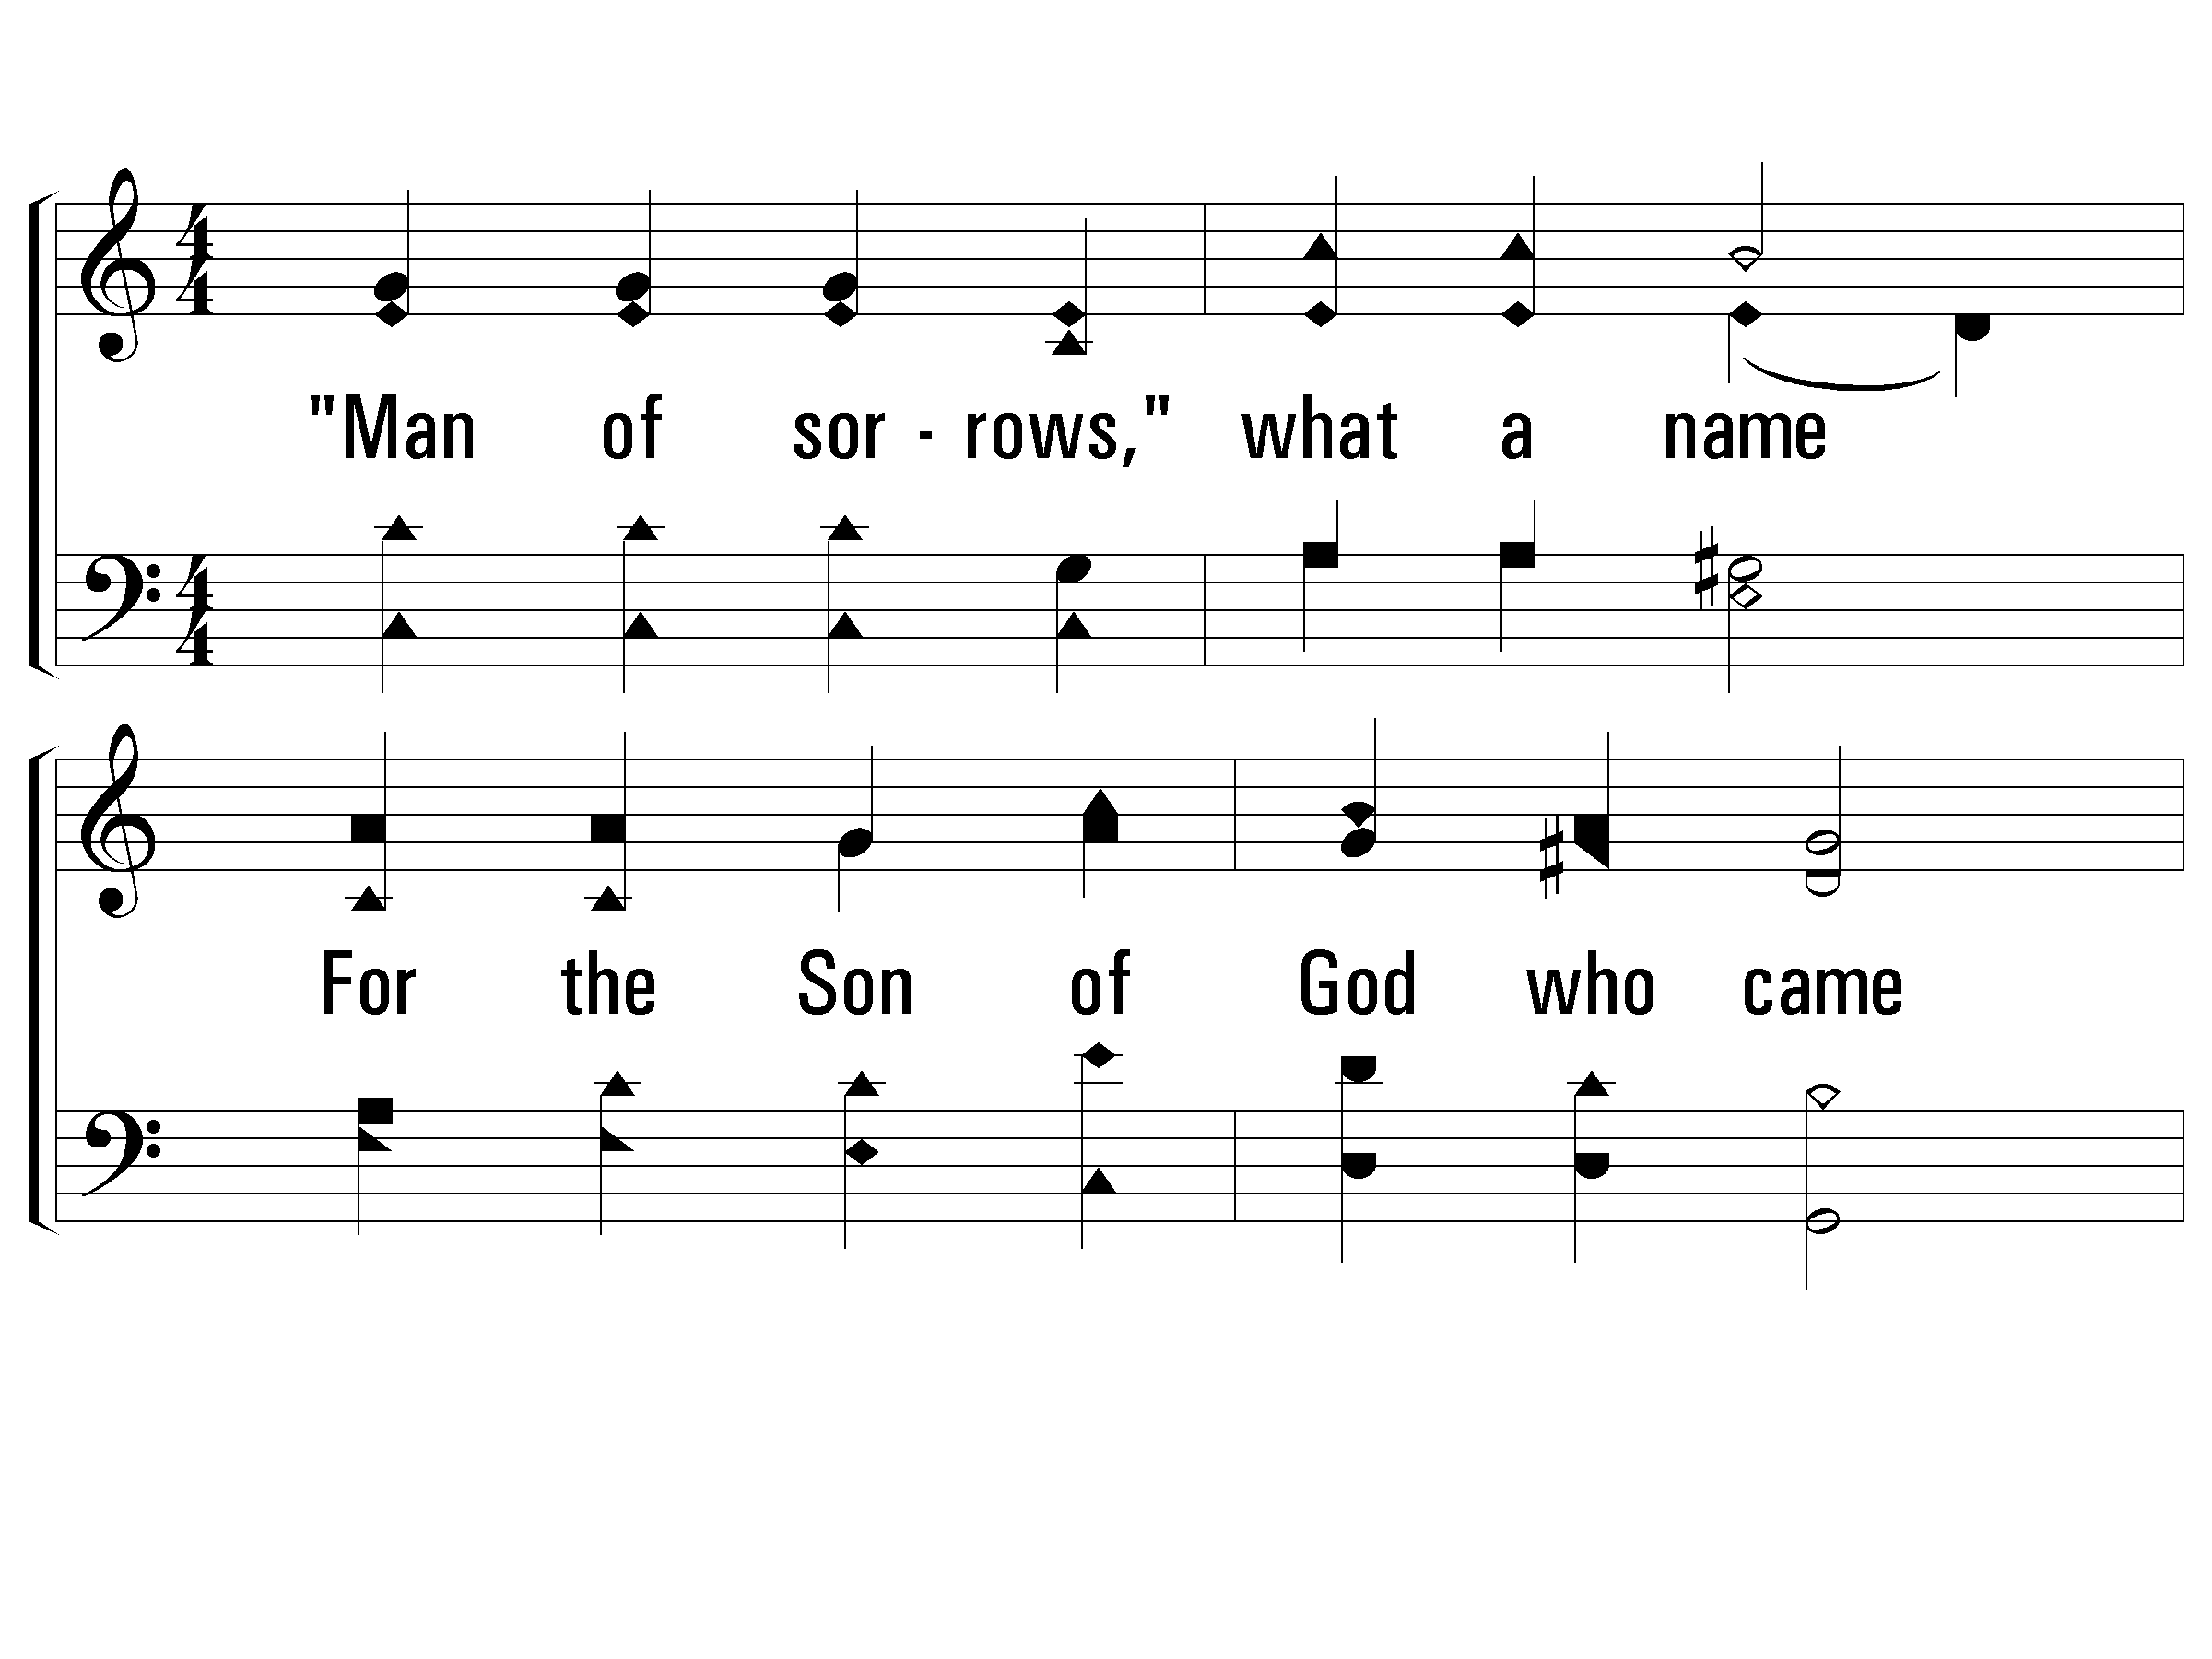 "Man of sor - rows," what a name
For the Son of God who came